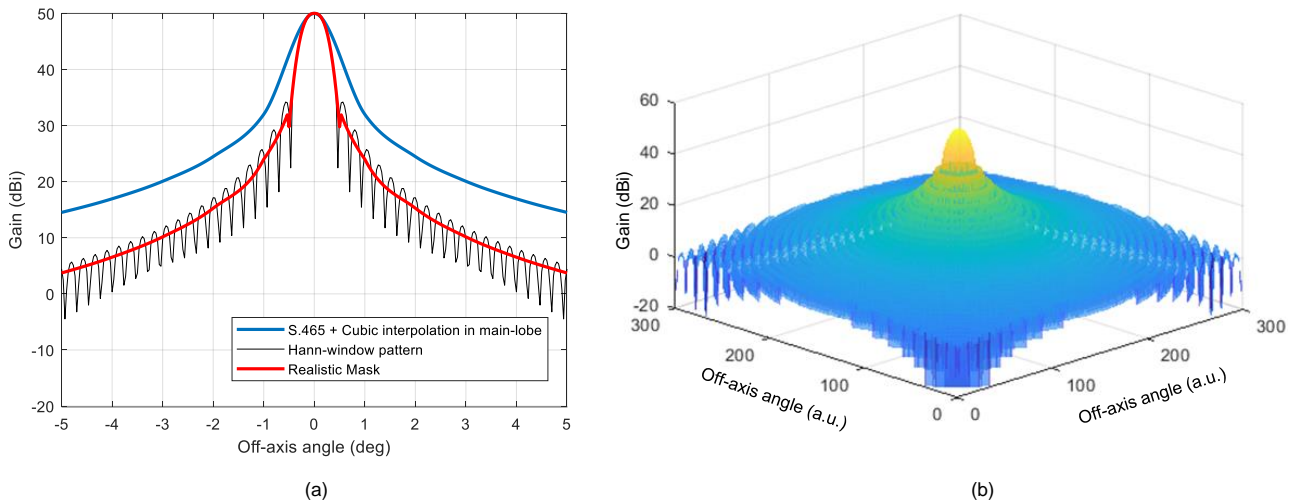 50
40
30
20
10
0
-10
-20
Gain (dBi)
S.465 + Cubic interpolation in main-lobe
Hann-window pattern
Realistic Mask
-5 -4 -3 -2 -1 0 1 2 3 4 5
Off-axis angle (deg)
(a)
60
40
20
0
-20
Gain (dBi)
300
200
100
0
Off-axis angle (a.u.)
0
100
200
300
Off-axis angle (a.u.)
(b)